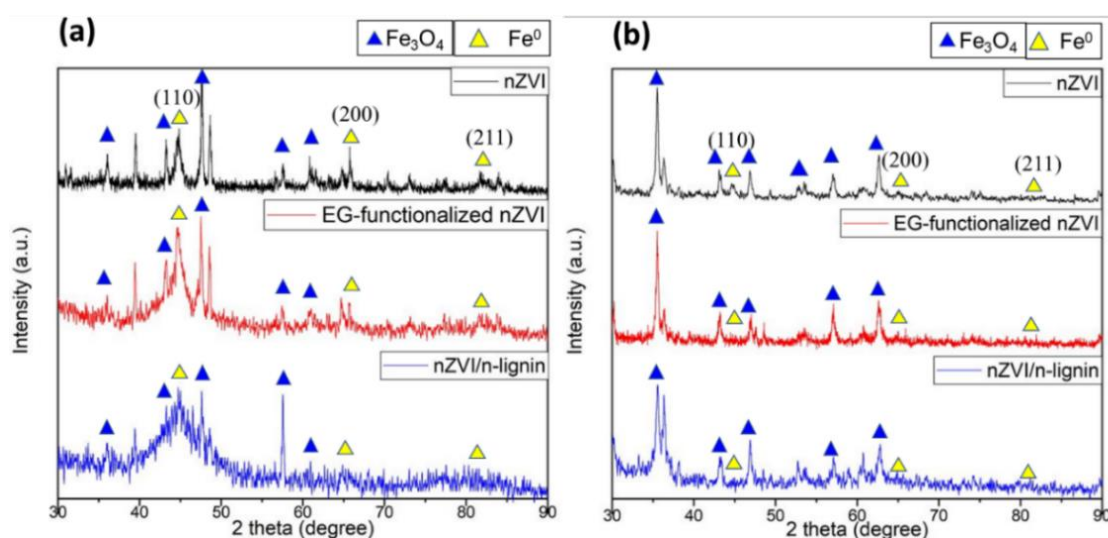 (a)
Fe₃O₄ Fe⁰
nZVI
(110)
(200)
(211)
EG-functionalized nZVI
nZVI/n-lignin
Intensity (a.u.)
30 40 50 60 70 80 90
2 theta (degree)
(b)
Fe₃O₄ Fe⁰
nZVI
(110)
(200)
(211)
EG-functionalized nZVI
nZVI/n-lignin
Intensity (a.u.)
30 40 50 60 70 80 90
2 theta (degree)